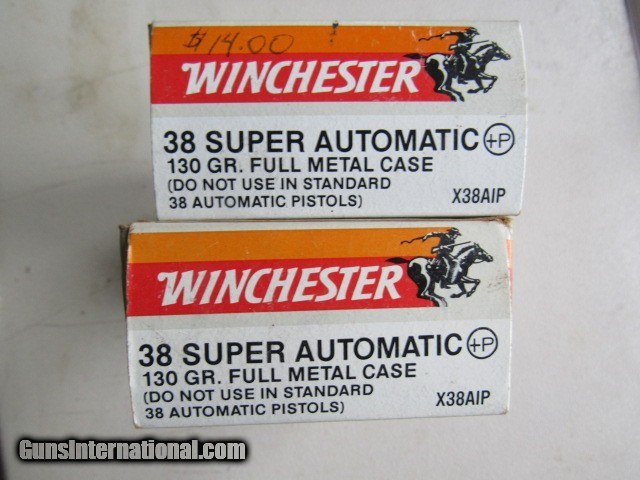 $14.00
WINCHESTER
38 SUPER AUTOMATIC +P
130 GR. FULL METAL CASE
(DO NOT USE IN STANDARD
38 AUTOMATIC PISTOLS) X38AIP
WINCHESTER
38 SUPER AUTOMATIC +P
130 GR. FULL METAL CASE
(DO NOT USE IN STANDARD
38 AUTOMATIC PISTOLS) X38AIP
GunsInternational.com